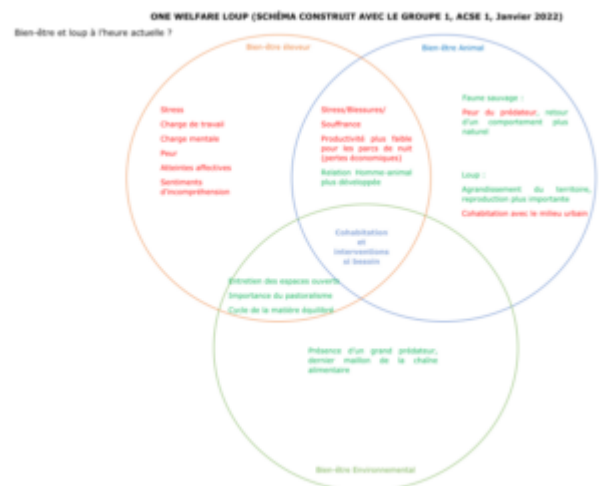 ONE WELFARE LOUP (SCHÉMA CONSTRUIT AVEC LE GROUPE 1, ACSE 1, Janvier 2022)
Bien-être et loup à l'heure actuelle ?
Bien-être éleveur
Bien-être Animal
Stress
Charge de travail
Charge mentale
Peur
Atteintes affectives
Sentiments
d'incompréhension
Stress/Blessures/
Souffrance
Productivité plus faible
pour les parcs de nuit
(pertes économiques)
Relation Homme-animal
plus développée
Faune sauvage :
Peur du prédateur, retour
d'un comportement plus
naturel
Loup :
Agrandissement du territoire,
reproduction plus importante
Cohabitation avec le milieu urbain
Cohabitation
et
interventions
si besoin
Entretien des espaces ouverts
Importance du pastoralisme
Cycle de la matière équilibré
Présence d'un grand prédateur,
dernier maillon de la chaîne
alimentaire
Bien-être Environnemental